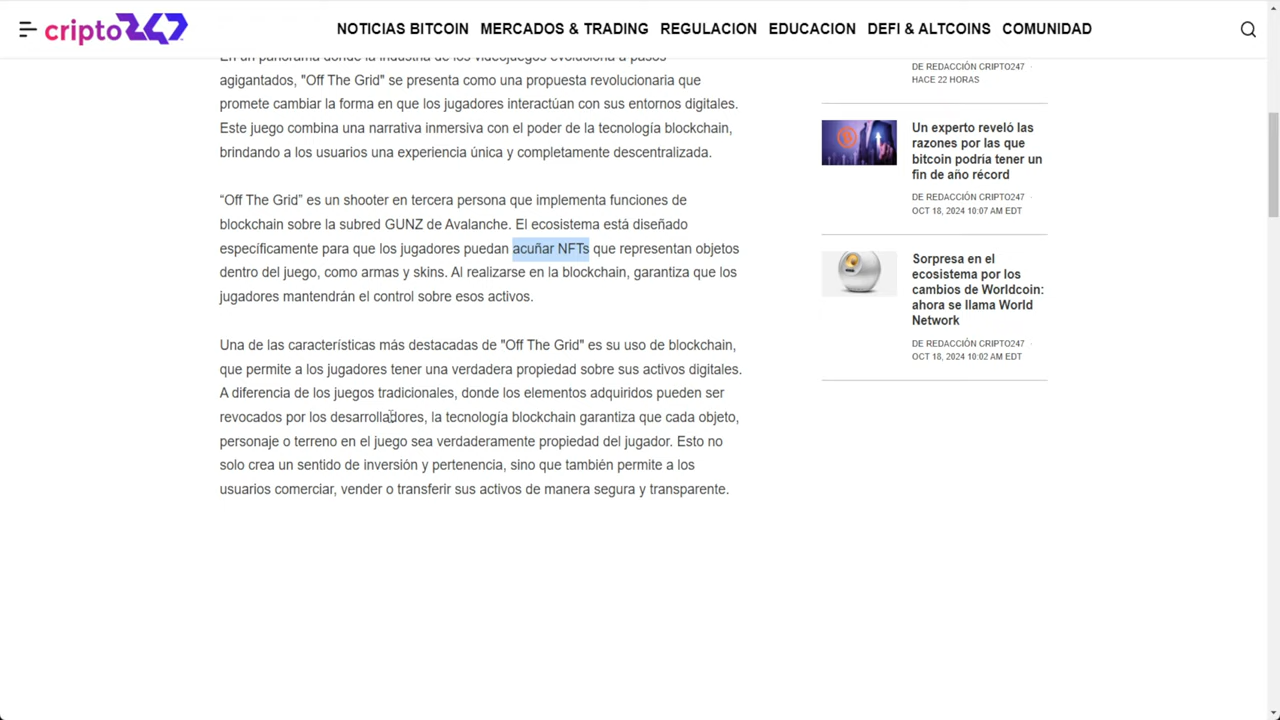 cripto247
NOTICIAS BITCOIN MERCADOS & TRADING REGULACION EDUCACION DEFI & ALTCOINS COMUNIDAD
En un panorama donde la industria de los videojuegos evoluciona a pasos
agigantados, "Off The Grid" se presenta como una propuesta revolucionaria que
promete cambiar la forma en que los jugadores interactúan con sus entornos digitales.
Este juego combina una narrativa inmersiva con el poder de la tecnología blockchain,
brindando a los usuarios una experiencia única y completamente descentralizada.
“Off The Grid” es un shooter en tercera persona que implementa funciones de
blockchain sobre la subred GUNZ de Avalanche. El ecosistema está diseñado
específicamente para que los jugadores puedan acuñar NFTs que representan objetos
dentro del juego, como armas y skins. Al realizarse en la blockchain, garantiza que los
jugadores mantendrán el control sobre esos activos.
Una de las características más destacadas de "Off The Grid" es su uso de blockchain,
que permite a los jugadores tener una verdadera propiedad sobre sus activos digitales.
A diferencia de los juegos tradicionales, donde los elementos adquiridos pueden ser
revocados por los desarrolladores, la tecnología blockchain garantiza que cada objeto,
personaje o terreno en el juego sea verdaderamente propiedad del jugador. Esto no
solo crea un sentido de inversión y pertenencia, sino que también permite a los
usuarios comerciar, vender o transferir sus activos de manera segura y transparente.
DE REDACCIÓN CRIPTO247 ·
HACE 22 HORAS
Un experto reveló las
razones por las que
bitcoin podría tener un
fin de año récord
DE REDACCIÓN CRIPTO247 ·
OCT 18, 2024 10:07 AM EDT
Sorpresa en el
ecosistema por los
cambios de Worldcoin:
ahora se llama World
Network
DE REDACCIÓN CRIPTO247 ·
OCT 18, 2024 10:02 AM EDT